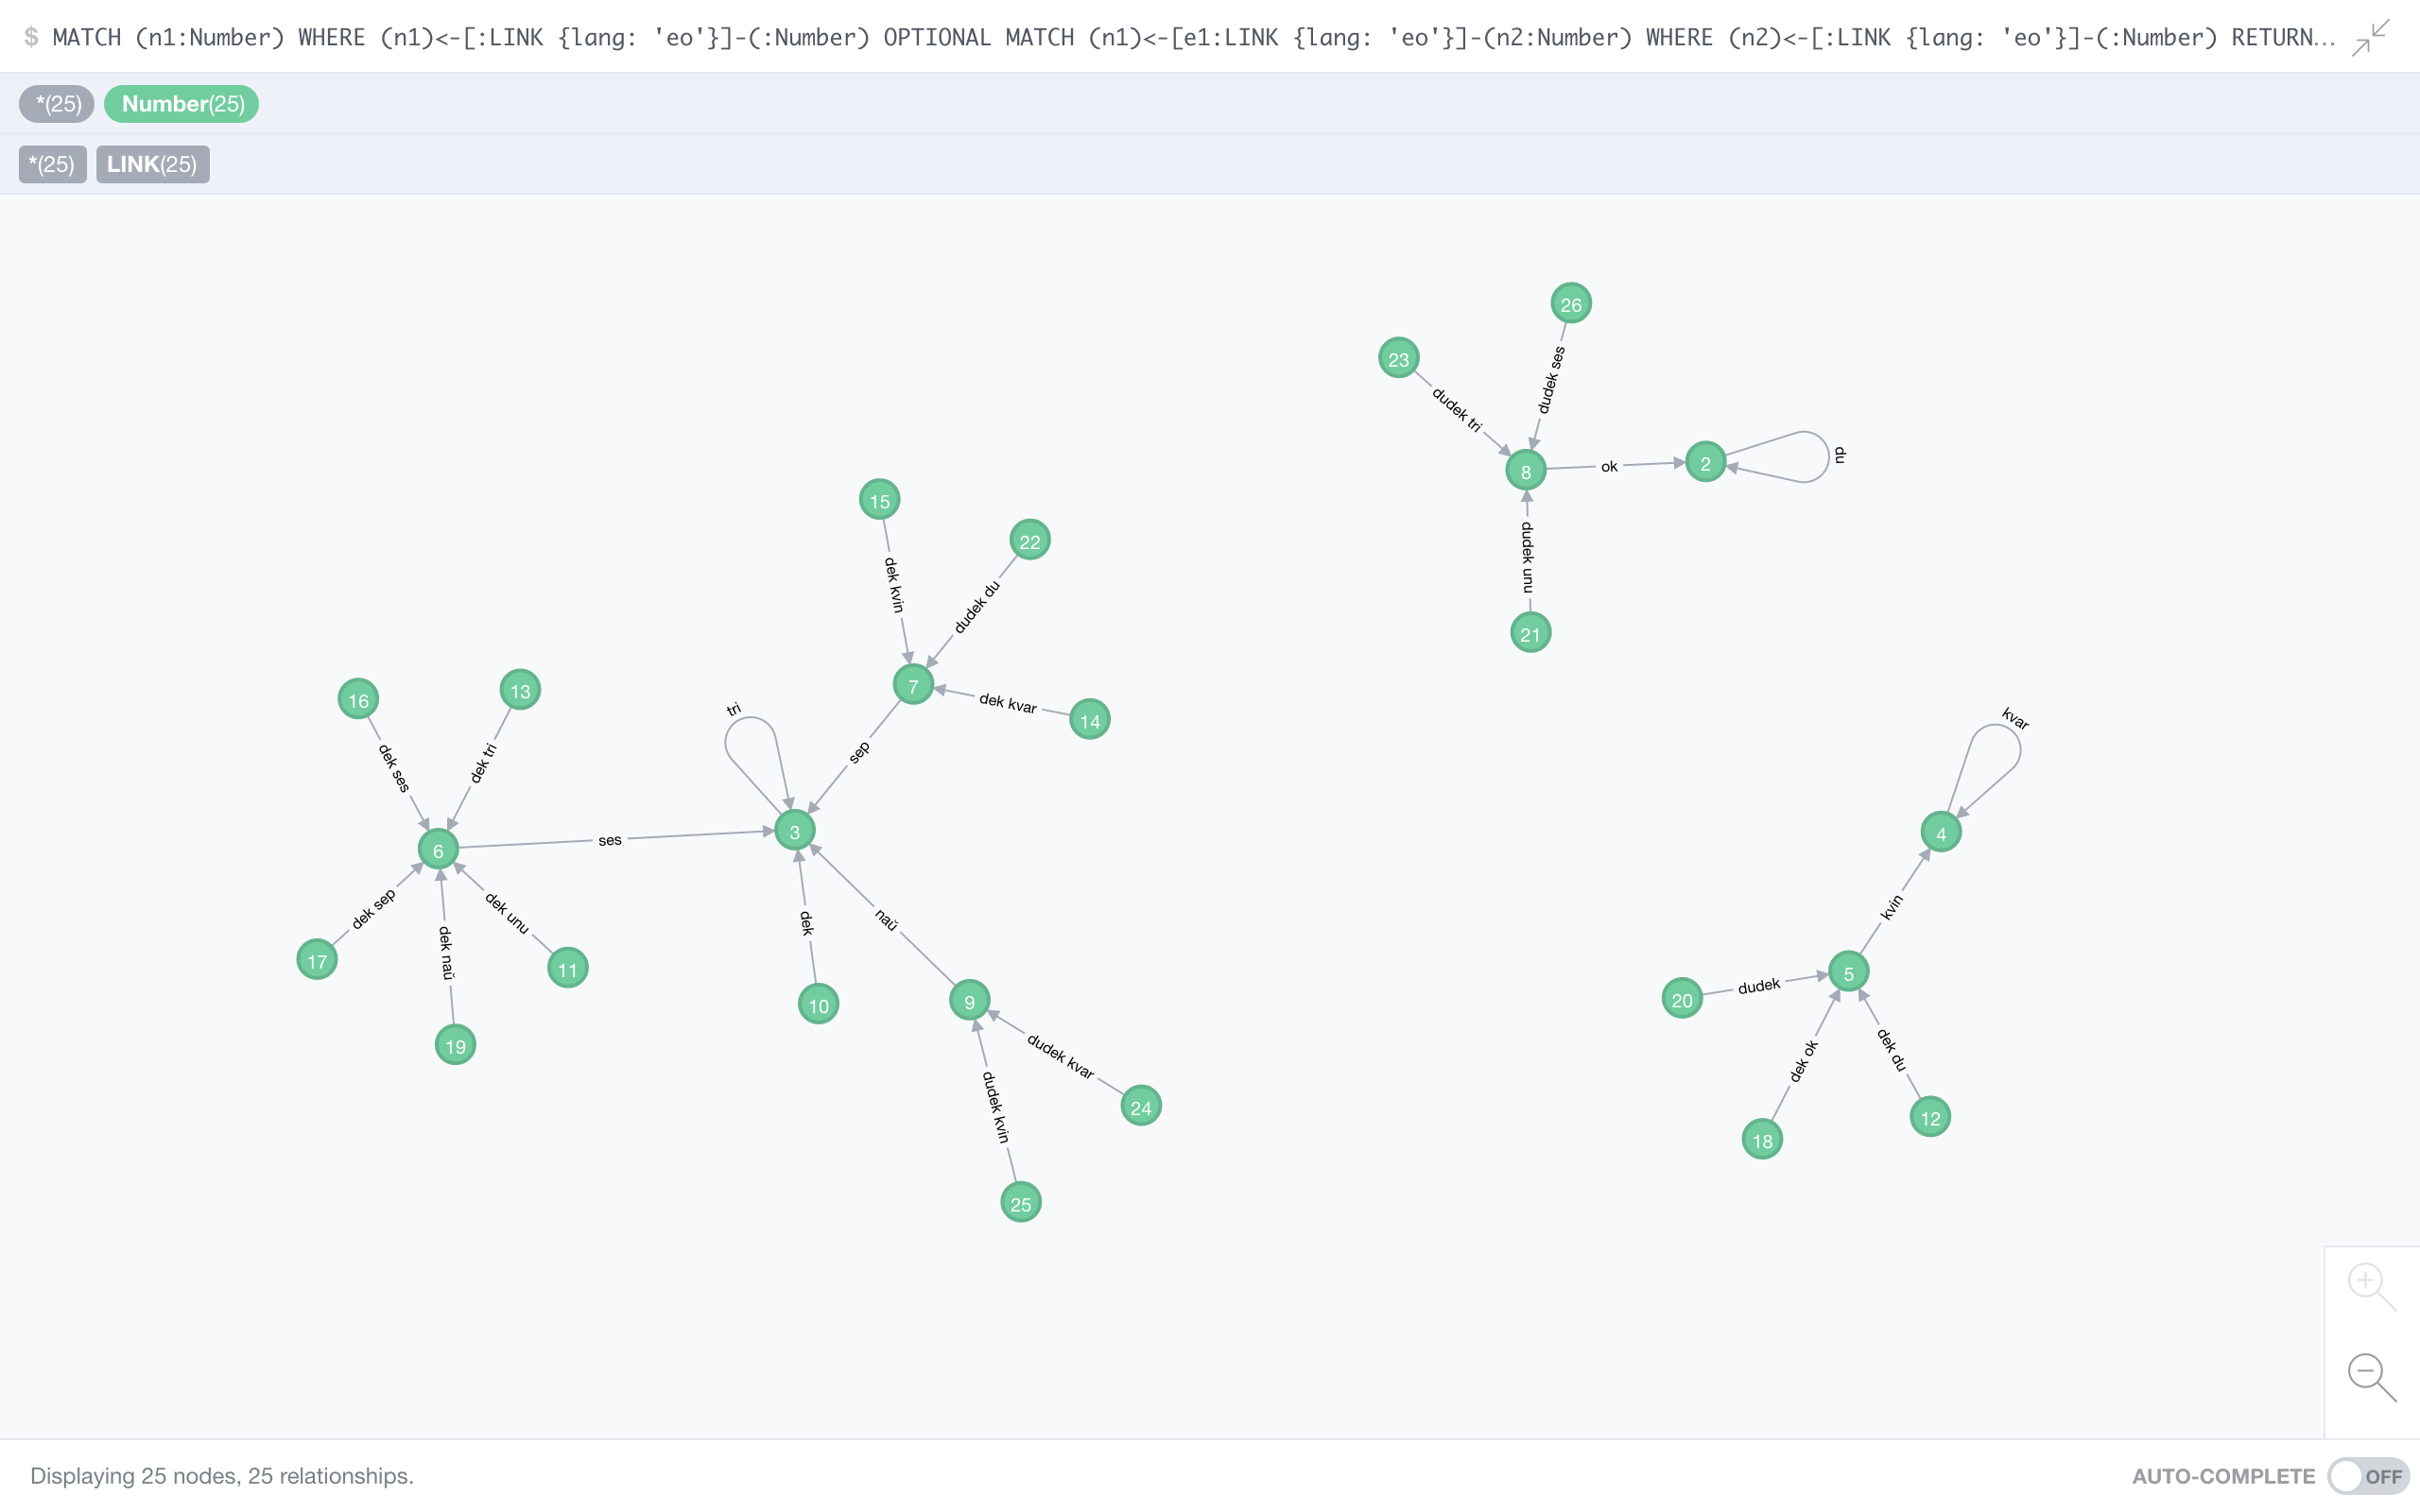 $ MATCH (n1:Number) WHERE (n1)<-[:LINK {lang: 'eo'}]-(:Number) OPTIONAL MATCH (n1)<-[e1:LINK {lang: 'eo'}]-(n2:Number) WHERE (n2)<-[:LINK {lang: 'eo'}]-(:Number) RETURN...
*(25) Number(25)
*(25) LINK(25)
26
23
dudek ses
dudek tri
8
ok
2
du
dudek unu
21
15
22
dek kvin
dudek du
7
dek kvar
14
sep
16
13
dek ses
dek tri
tri
6
ses
3
dek sep
dek naŭ
dek unu
17
19
11
dek
10
naŭ
9
dudek kvar
24
dudek kvin
25
kvar
4
kvin
5
dudek
20
dek ok
18
dek du
12
Displaying 25 nodes, 25 relationships.
AUTO-COMPLETE OFF